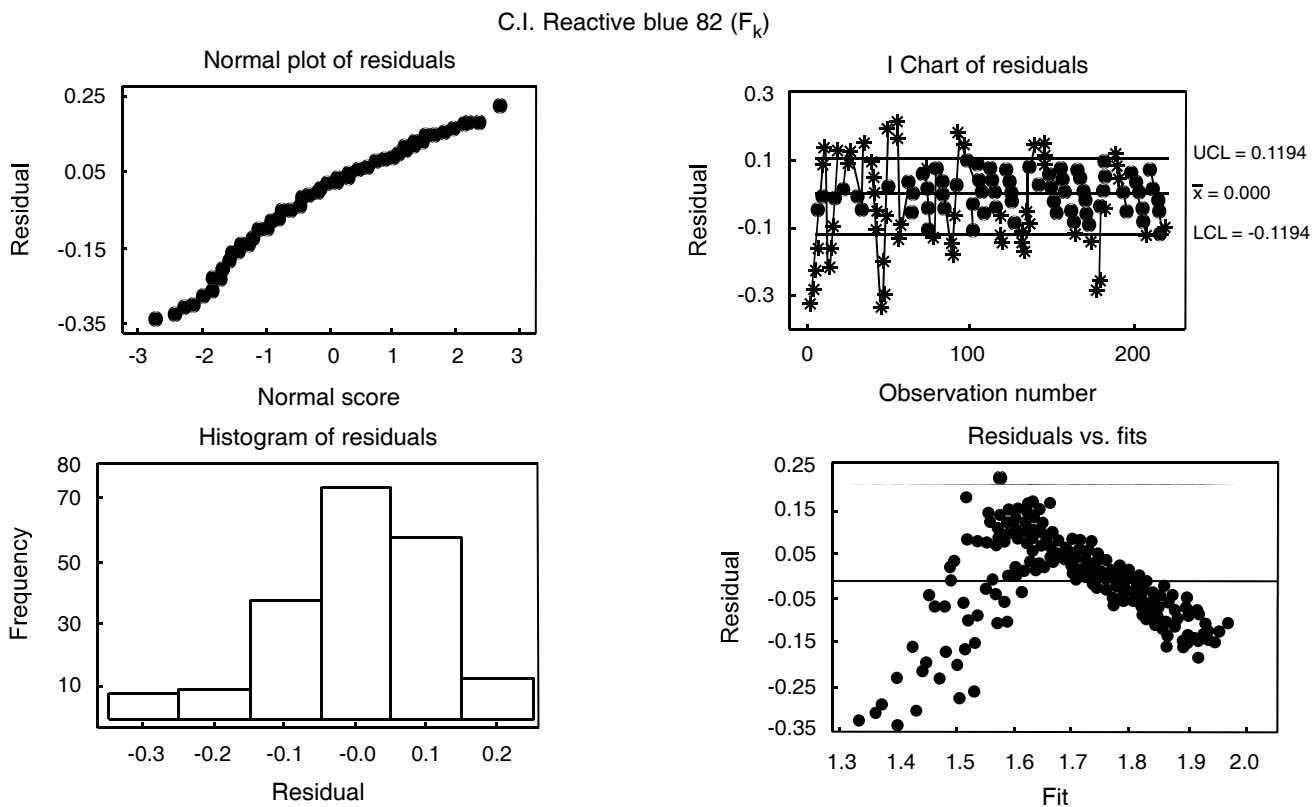 C.I. Reactive blue 82 (Fk)
Normal plot of residuals
0.25
0.05
-0.15
-0.35
Residual
-3 -2 -1 0 1 2 3
Normal score
I Chart of residuals
0.3
0.1
-0.1
-0.3
Residual
UCL = 0.1194
x̅ = 0.000
LCL = -0.1194
0 100 200
Observation number
Histogram of residuals
80
70
50
30
10
Frequency
-0.3 -0.2 -0.1 -0.0 0.1 0.2
Residual
Residuals vs. fits
0.25
0.15
0.05
-0.05
-0.15
-0.25
-0.35
Residual
1.3 1.4 1.5 1.6 1.7 1.8 1.9 2.0
Fit